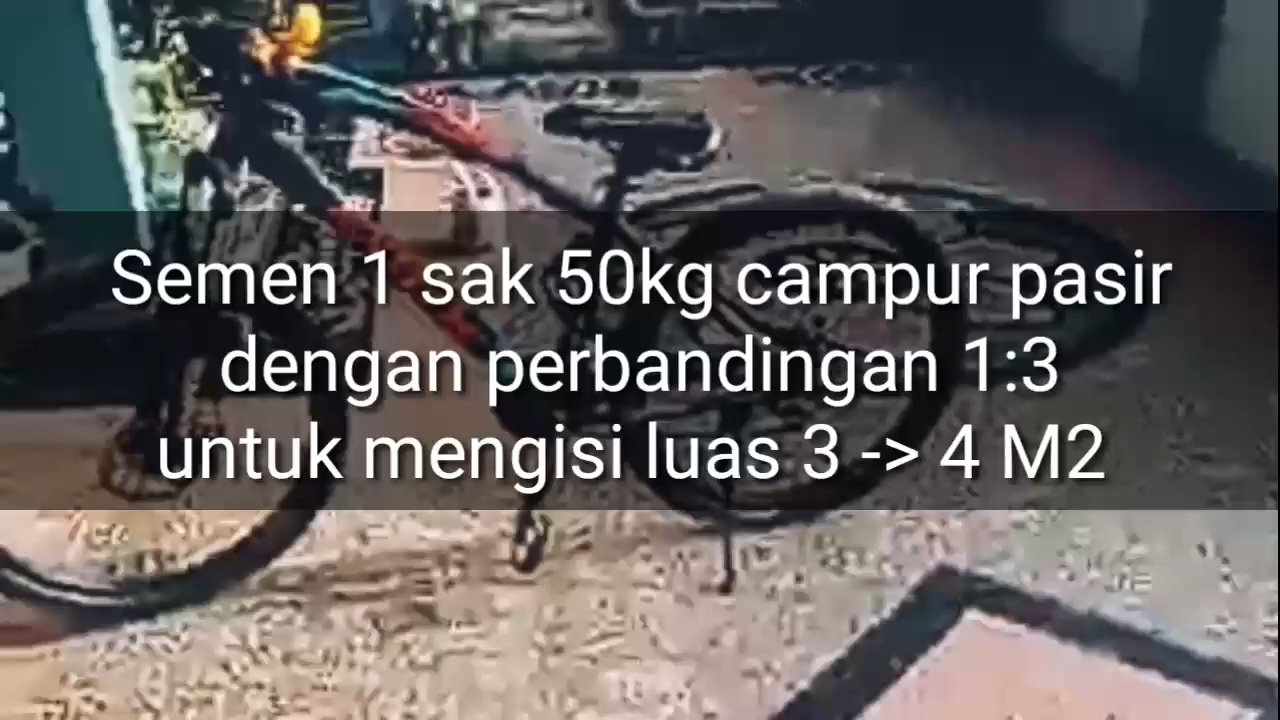 Semen 1 sak 50kg campur pasir
dengan perbandingan 1:3
untuk mengisi luas 3 -> 4 M2